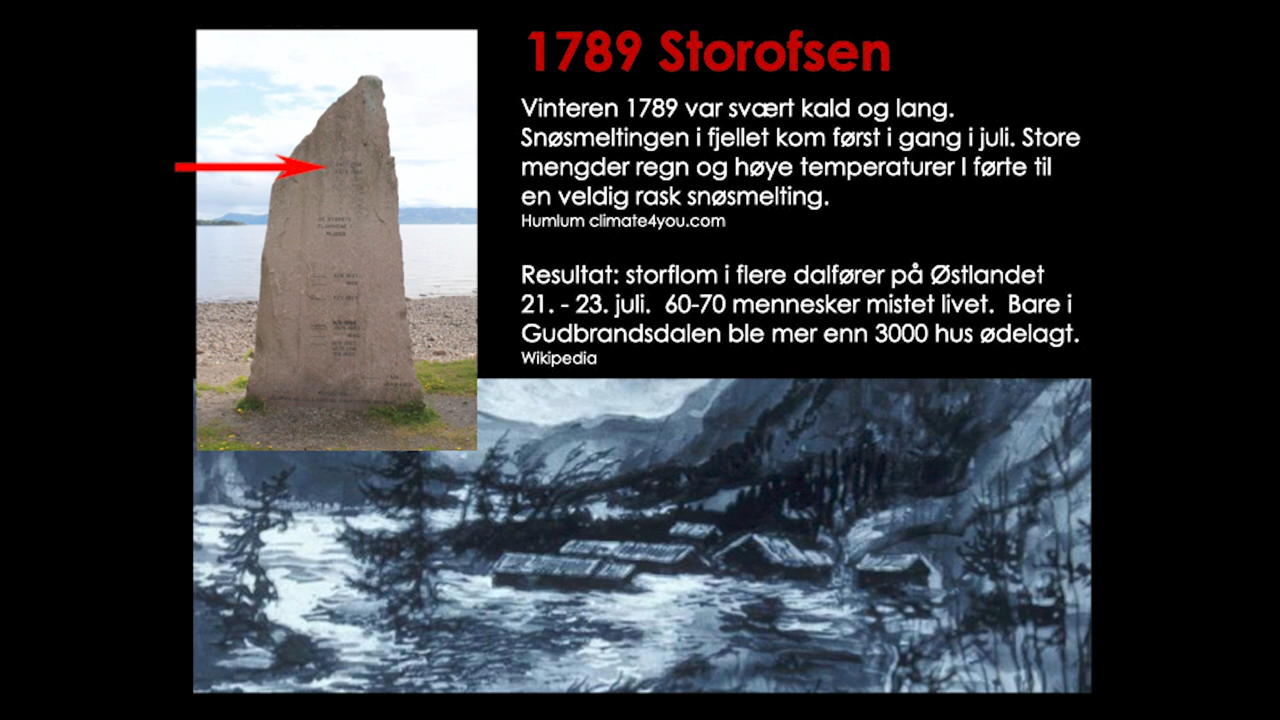 1789 Storofsen
Vinteren 1789 var svært kald og lang.
Snøsmeltingen i fjellet kom først i gang i juli. Store
mengder regn og høye temperaturer I førte til
en veldig rask snøsmelting.
Humlum climate4you.com
Resultat: storflom i flere dalfører på Østlandet
21. - 23. juli.  60-70 mennesker mistet livet.  Bare i
Gudbrandsdalen ble mer enn 3000 hus ødelagt.
Wikipedia